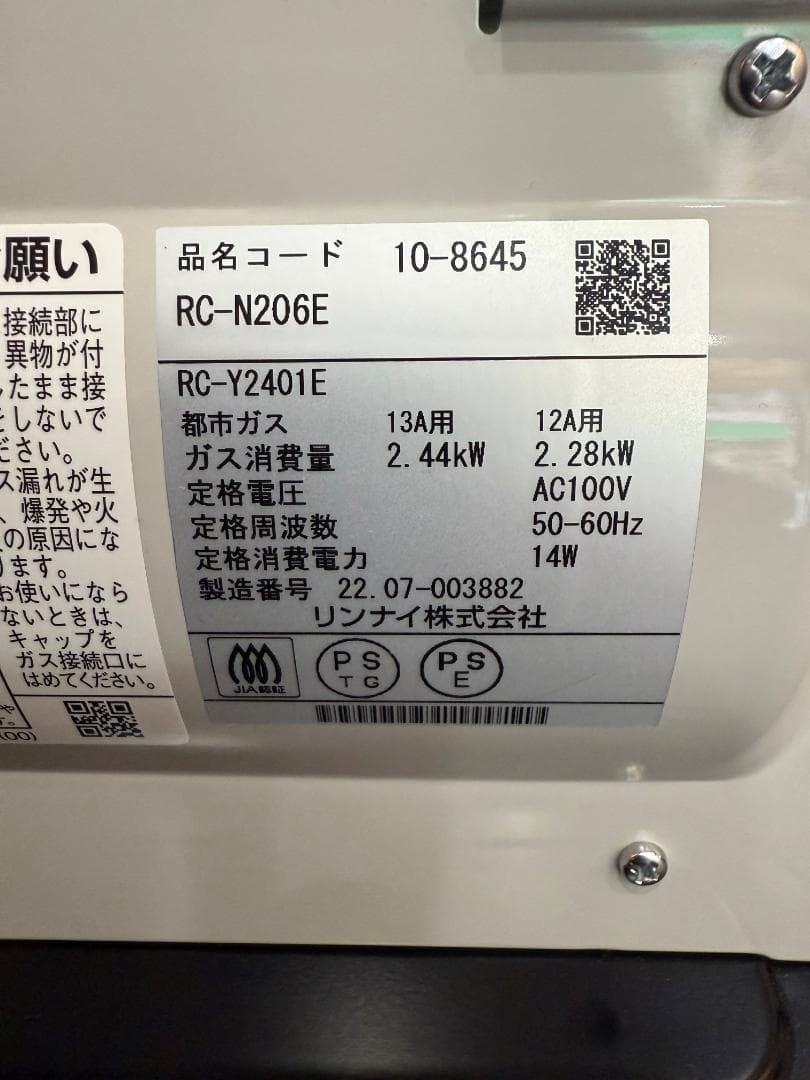 願い
接続部に
異物が付
したまま接
をしないで
ださい。
ス漏れが生
、爆発や火
の原因にな
ります。
お使いになら
ないときは、
キャップを
ガス接続口に
はめてください。
す。
00)
品名コード 10-8645
RC-N206E
RC-Y2401E
都市ガス 13A用 12A用
ガス消費量 2.44kW 2.28kW
定格電圧 AC100V
定格周波数 50-60Hz
定格消費電力 14W
製造番号 22.07-003882
リンナイ株式会社
JIA認証
PS
TG
PS
E